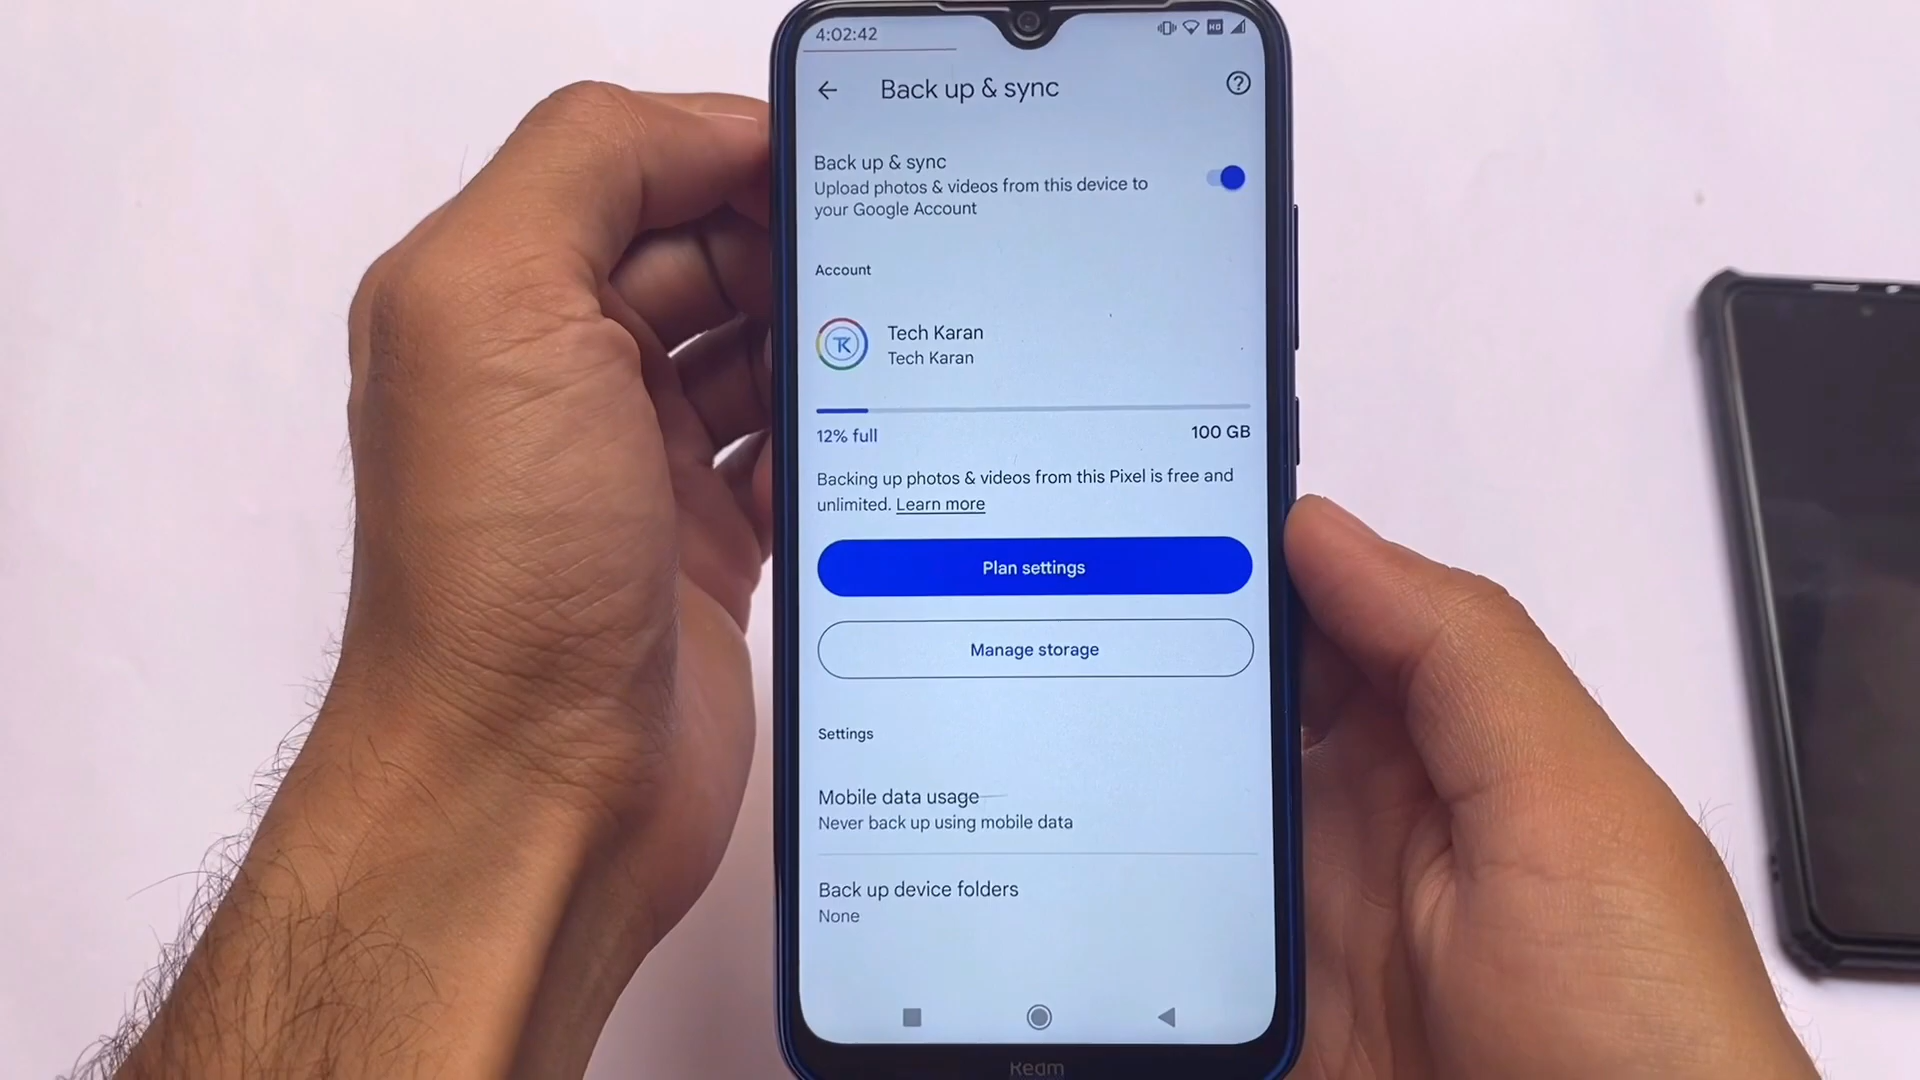 4:02:42
HD
Back up & sync
Back up & sync
Upload photos & videos from this device to
your Google Account
Account
TK
Tech Karan
Tech Karan
12% full
100 GB
Backing up photos & videos from this Pixel is free and
unlimited. Learn more
Plan settings
Manage storage
Settings
Mobile data usage
Never back up using mobile data
Back up device folders
None